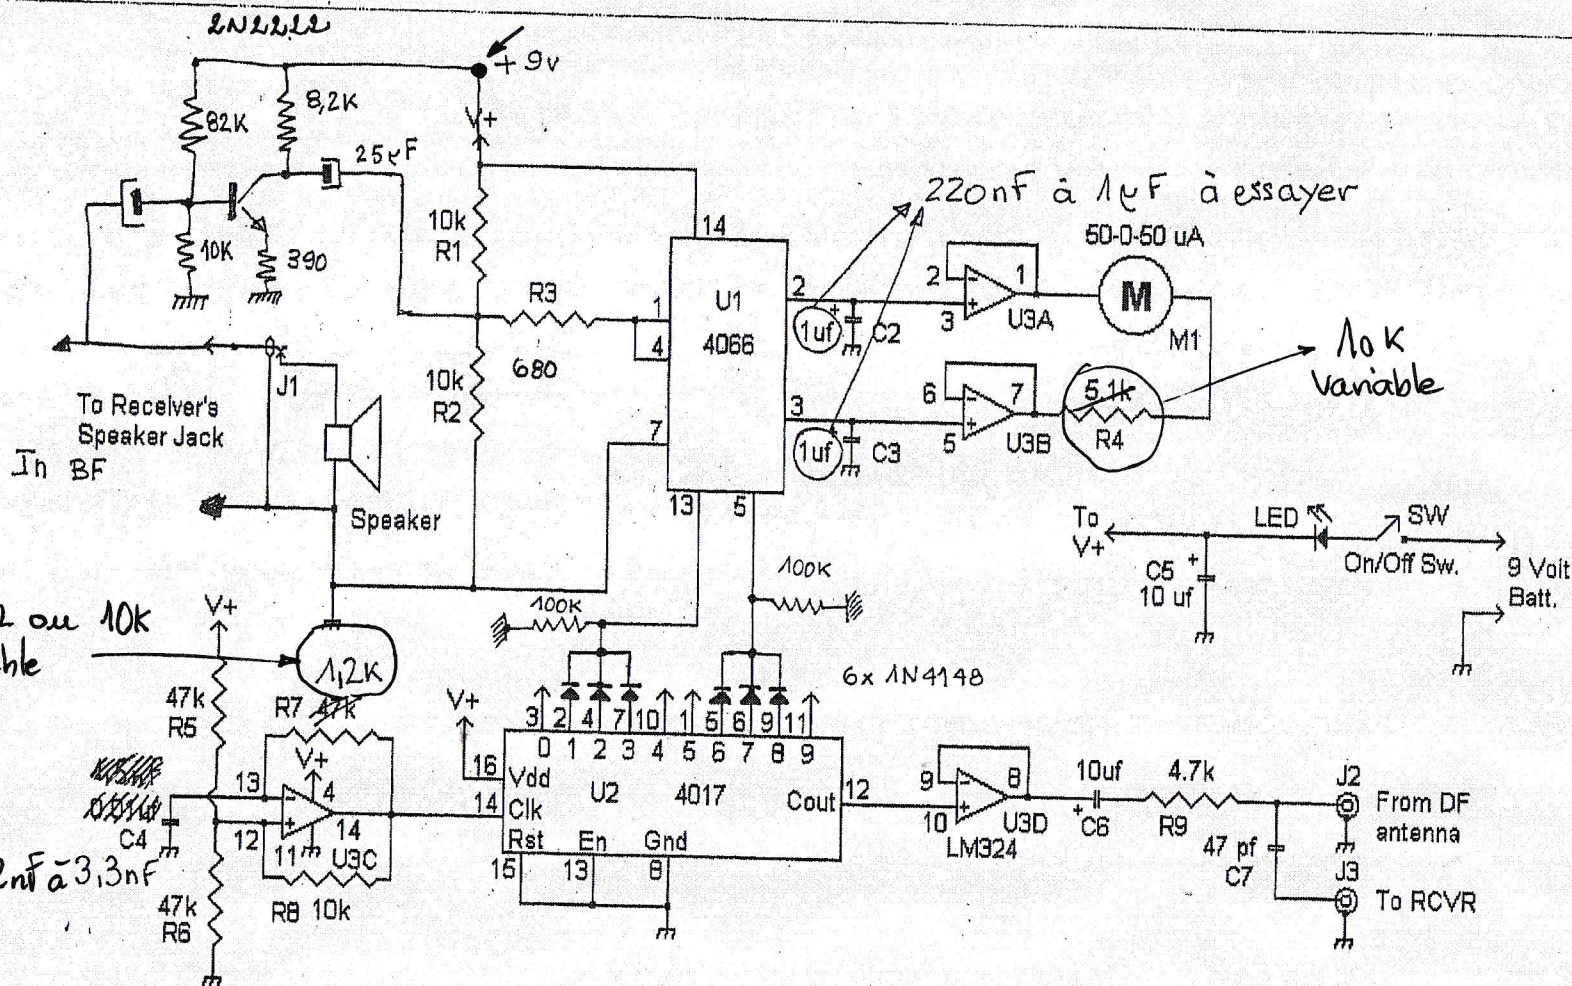 2N2222
+ 9v
82K
8,2K
25µF
V+
10K
390
10k
R1
R3
680
10k
R2
14
1
4
U1
4066
7
2
3
13
5
220nF à 1µF à essayer
50-0-50 uA
2
3
1
U3A
M
M1
+
1uf
C2
6
5
7
U3B
5.1k
R4
10K
Variable
1uf
C3
J1
To Receiver's
Speaker Jack
In BF
Speaker
To
V+
LED
SW
On/Off Sw.
C5
10 uf
+
9 Volt
Batt.
100K
100K
6x 1N4148
ou 10K
V+
1,2K
R7 47k
47k
R5
V+
13
12
4
11
14
U3C
0.01uf
C4
nF à 3,3nF
R8 10k
47k
R6
V+
3 2 4 7 10 1 5 6 9 11
0 1 2 3 4 5 6 7 8 9
16
Vdd
14
Clk
U2
4017
Cout
12
Rst
En
Gnd
15
13
8
9
10
8
U3D
LM324
10uf
+
C6
4.7k
R9
47 pf
C7
J2
From DF
antenna
J3
To RCVR